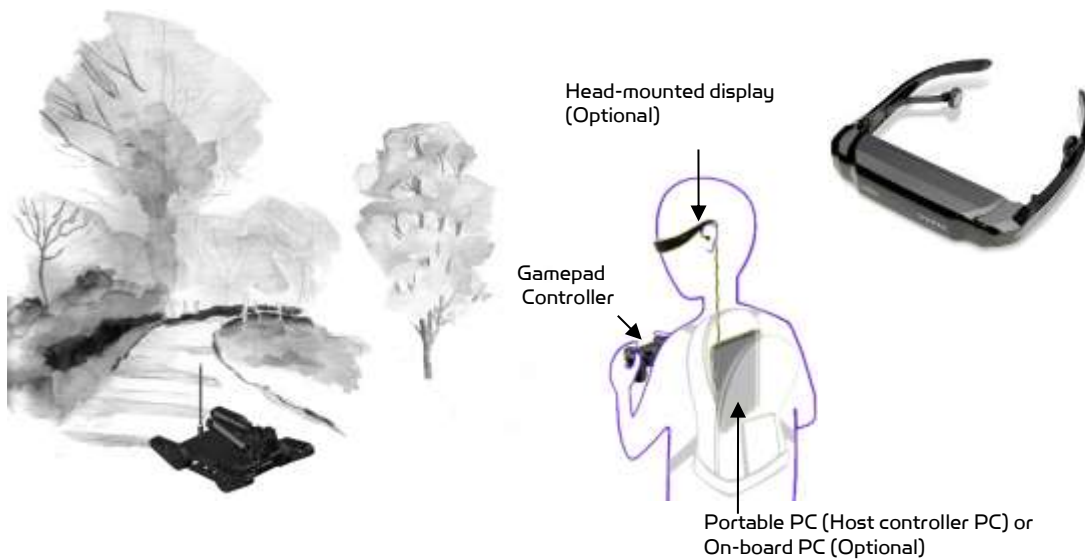 Head-mounted display
(Optional)
Gamepad
Controller
Portable PC (Host controller PC) or
On-board PC (Optional)